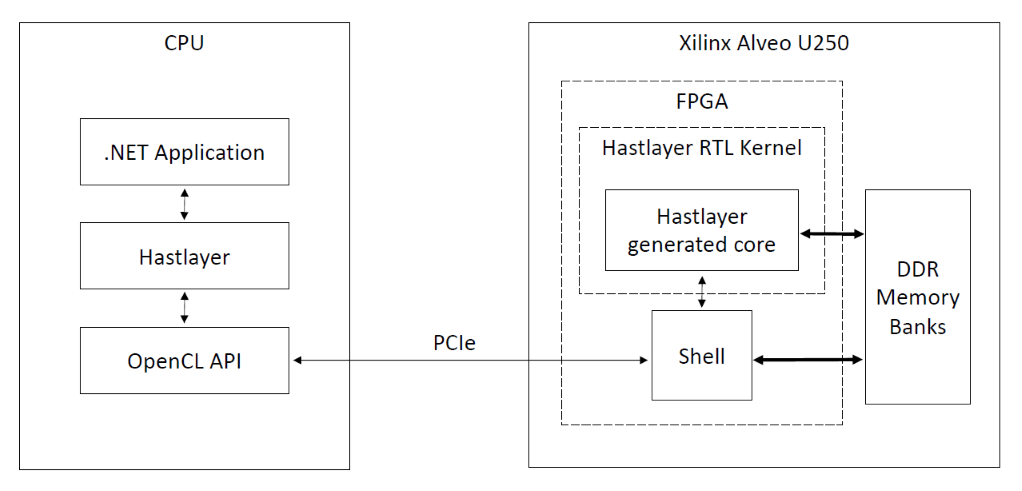 CPU
.NET Application
Hastlayer
OpenCL API
PCIe
Xilinx Alveo U250
FPGA
Hastlayer RTL Kernel
Hastlayer
generated core
Shell
DDR
Memory
Banks